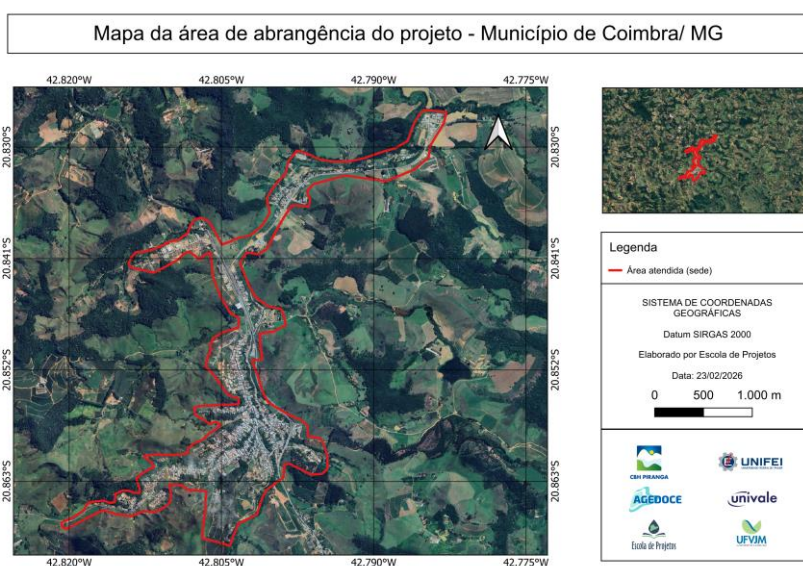 Mapa da área de abrangência do projeto - Município de Coimbra/ MG
42.820°W 42.805°W 42.790°W 42.775°W
20.830°S 20.830°S
20.841°S 20.841°S
20.852°S 20.852°S
20.863°S 20.863°S
42.820°W 42.805°W 42.790°W 42.775°W
Legenda
Área atendida (sede)
SISTEMA DE COORDENADAS
GEOGRÁFICAS
Datum SIRGAS 2000
Elaborado por Escola de Projetos
Data: 23/02/2026
0 500 1.000 m
CBH PIRANGA
UNIFEI
AGEDOCE
univale
Escola de Projetos
UFVJM